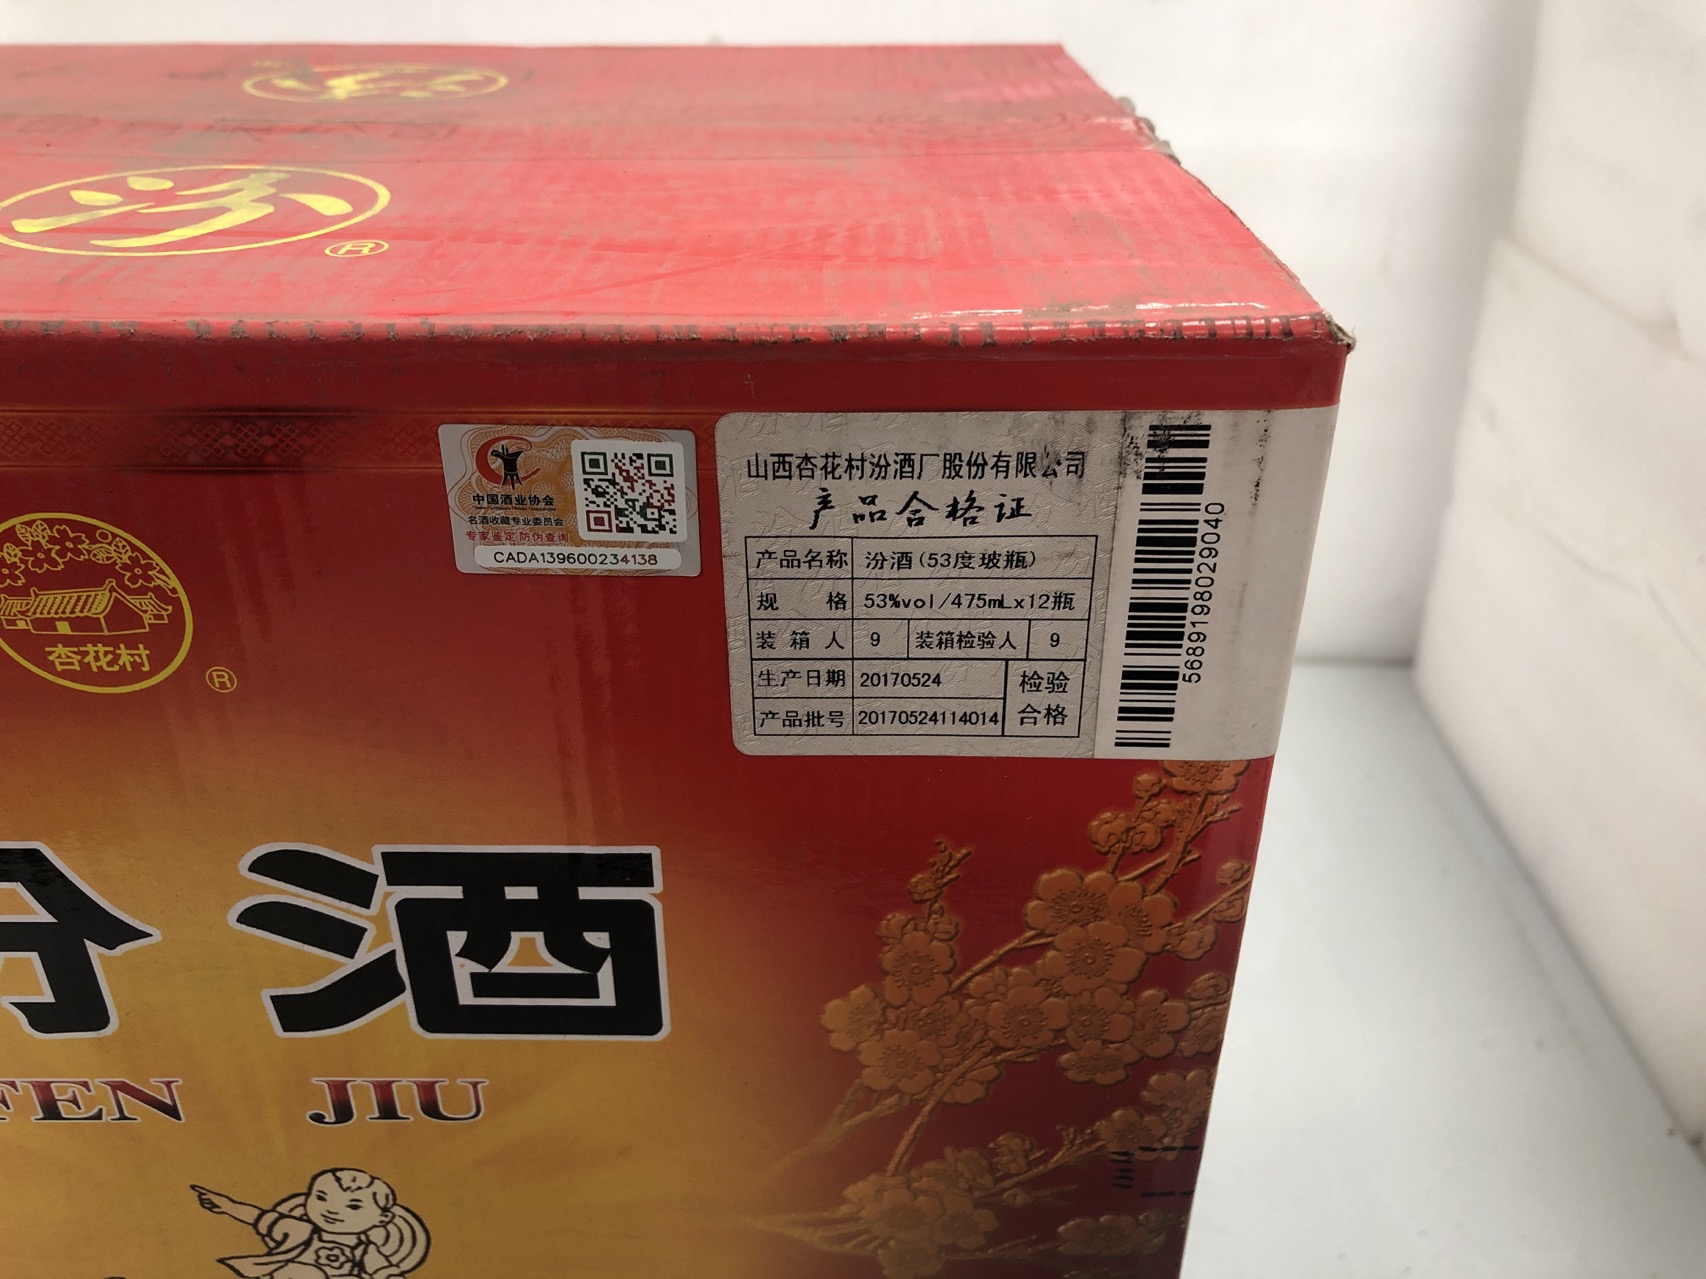 汾
®
中国酒业协会
名酒收藏专业委员会
专家鉴定 防伪查询
CADA139600234138
山西杏花村汾酒厂股份有限公司
产品合格证
产品名称 汾酒(53度玻瓶)
规 格 53%vol/475mLx12瓶
装 箱 人 9 装箱检验人 9
生产日期 20170524
产品批号 20170524114014
检验
合格
56891980290​40
杏花村
®
汾 酒
FEN JIU